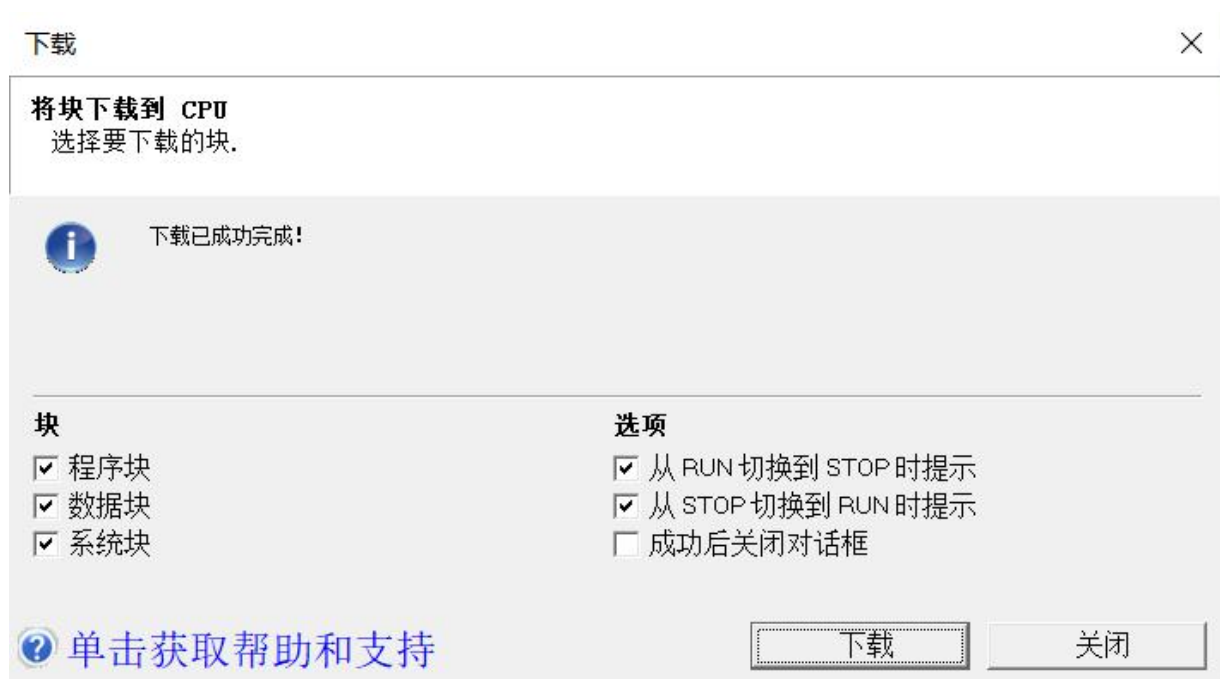 下载
将块下载到 CPU
选择要下载的块.
下载已成功完成!
块
程序块
数据块
系统块
选项
从 RUN 切换到 STOP 时提示
从 STOP 切换到 RUN 时提示
成功后关闭对话框
单击获取帮助和支持
下载
关闭